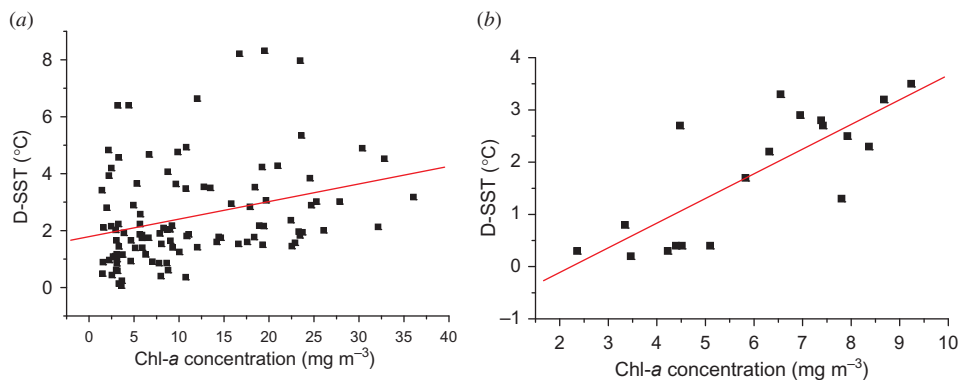 (a)
8
6
4
2
0
D-SST (°C)
0 5 10 15 20 25 30 35 40
Chl-a concentration (mg m⁻³)
(b)
4
3
2
1
0
–1
D-SST (°C)
2 3 4 5 6 7 8 9 10
Chl-a concentration (mg m⁻³)